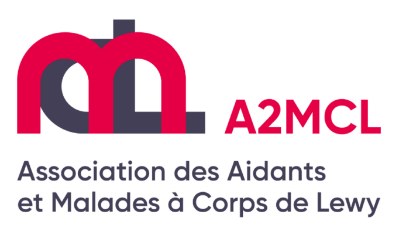 A2MCL
Association des Aidants
et Malades à Corps de Lewy